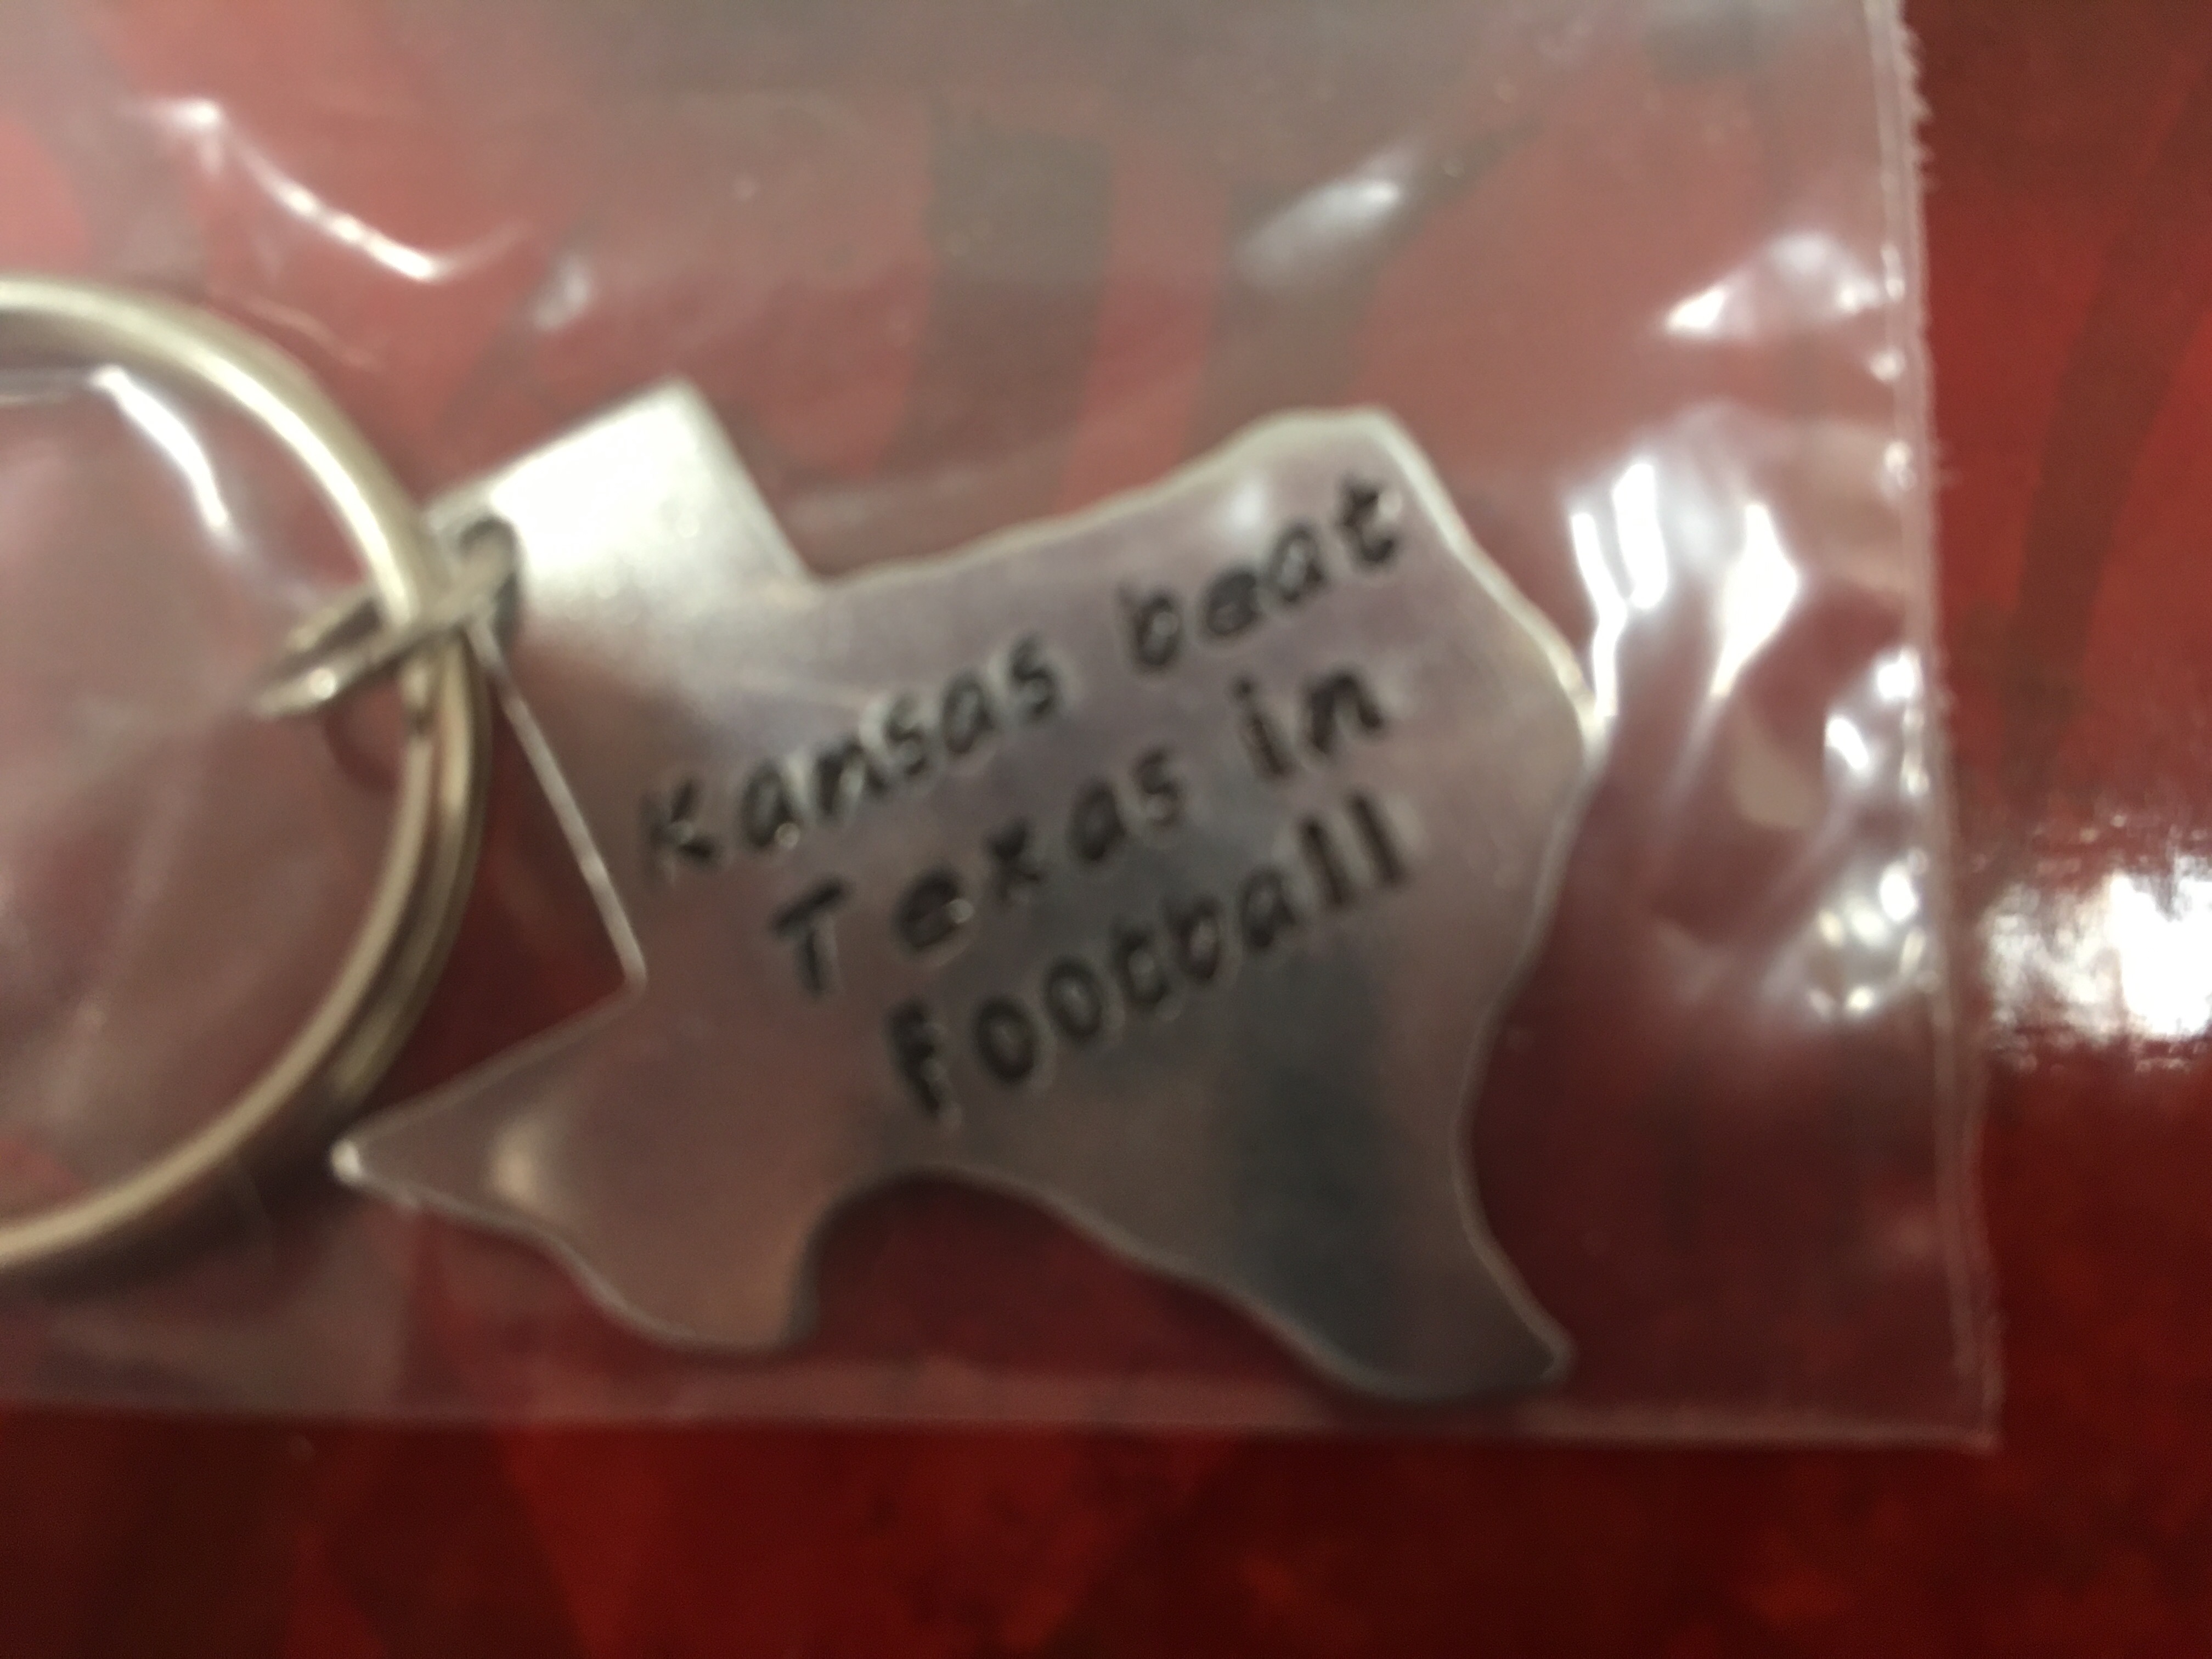 Kansas beat
Texas in
Football